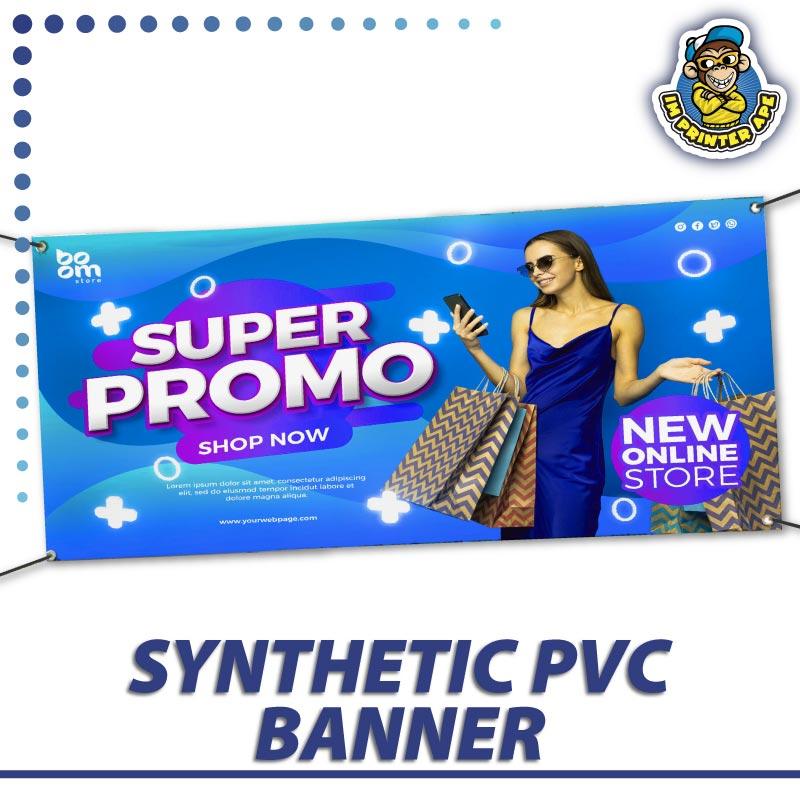 IM PRINTER APE
bo
om
store
SUPER
PROMO
SHOP NOW
Lorem ipsum dolor sit amet, consectetur adipiscing
elit, sed do eiusmod tempor incidut labore et
dolore magna aliqua.
www.yourwebpage.com
NEW
ONLINE
STORE
SYNTHETIC PVC
BANNER